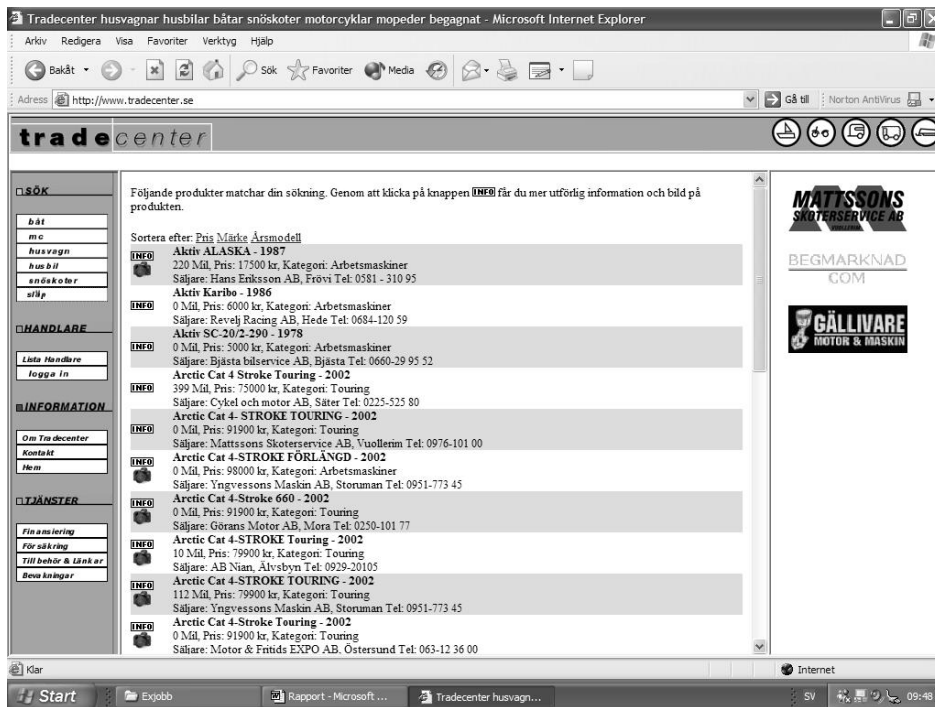 Tradecenter husvagnar husbilar båtar snöskoter motorcyklar mopeder begagnat - Microsoft Internet Explorer
Arkiv Redigera Visa Favoriter Verktyg Hjälp
Bakåt Sök Favoriter Media
Adress http://www.tradecenter.se Gå till Norton AntiVirus
tradecenter
SÖK
båt
mc
husvagn
husbil
snöskoter
släp
HANDLARE
Lista Handlare
logga in
INFORMATION
Om Tradecenter
Kontakt
Hem
TJÄNSTER
Finansiering
Försäkring
Tillbehör & Länkar
Bevakningar
Följande produkter matchar din sökning. Genom att klicka på knappen INFO får du mer utförlig information och bild på
produkten.
Sortera efter: Pris Märke Årsmodell
Aktiv ALASKA - 1987
INFO 220 Mil, Pris: 17500 kr, Kategori: Arbetsmaskiner
Säljare: Hans Eriksson AB, Frövi Tel: 0581 - 310 95
Aktiv Karibo - 1986
INFO 0 Mil, Pris: 6000 kr, Kategori: Arbetsmaskiner
Säljare: Revelj Racing AB, Hede Tel: 0684-120 59
Aktiv SC-20/2-290 - 1978
INFO 0 Mil, Pris: 5000 kr, Kategori: Arbetsmaskiner
Säljare: Bjästa bilservice AB, Bjästa Tel: 0660-29 95 52
Arctic Cat 4 Stroke Touring - 2002
INFO 399 Mil, Pris: 75000 kr, Kategori: Touring
Säljare: Cykel och motor AB, Säter Tel: 0225-525 80
Arctic Cat 4- STROKE TOURING - 2002
INFO 0 Mil, Pris: 91900 kr, Kategori: Touring
Säljare: Mattssons Skoterservice AB, Vuollerim Tel: 0976-101 00
Arctic Cat 4-STROKE FÖRLÄNGD - 2002
INFO 0 Mil, Pris: 98000 kr, Kategori: Arbetsmaskiner
Säljare: Yngvessons Maskin AB, Storuman Tel: 0951-773 45
Arctic Cat 4-Stroke 660 - 2002
INFO 0 Mil, Pris: 91900 kr, Kategori: Touring
Säljare: Görans Motor AB, Mora Tel: 0250-101 77
Arctic Cat 4-STROKE Touring - 2002
INFO 10 Mil, Pris: 79900 kr, Kategori: Touring
Säljare: AB Nian, Älvsbyn Tel: 0929-20105
Arctic Cat 4-STROKE TOURING - 2002
INFO 112 Mil, Pris: 79900 kr, Kategori: Touring
Säljare: Yngvessons Maskin AB, Storuman Tel: 0951-773 45
Arctic Cat 4-Stroke Touring - 2002
INFO 0 Mil, Pris: 91900 kr, Kategori: Touring
Säljare: Motor & Fritids EXPO AB, Östersund Tel: 063-12 36 00
MATTSSONS
SKOTERSERVICE AB
BEGMARKNAD
COM
GÄLLIVARE
MOTOR & MASKIN
Klar Internet
Start Exjobb Rapport - Microsoft ... Tradecenter husvagn... SV 09:48